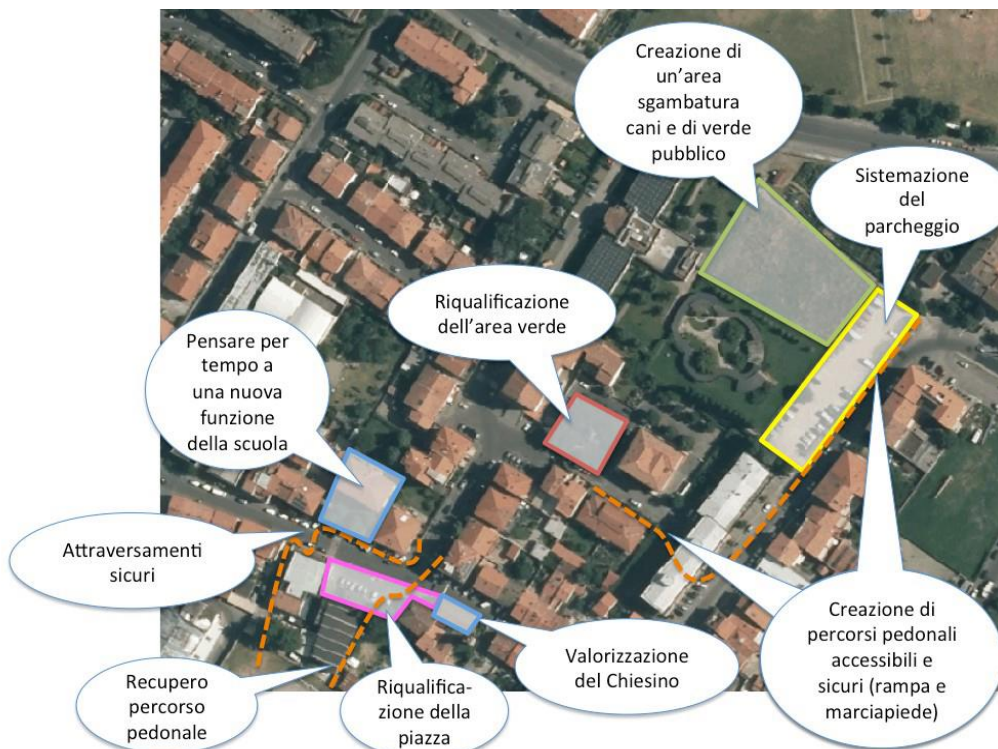 Creazione di
un’area
sgambatura
cani e di verde
pubblico
Sistemazione
del
parcheggio
Riqualificazione
dell’area verde
Pensare per
tempo a
una nuova
funzione
della scuola
Attraversamenti
sicuri
Recupero
percorso
pedonale
Riqualifica-
zione della
piazza
Valorizzazione
del Chiesino
Creazione di
percorsi pedonali
accessibili e
sicuri (rampa e
marciapiede)